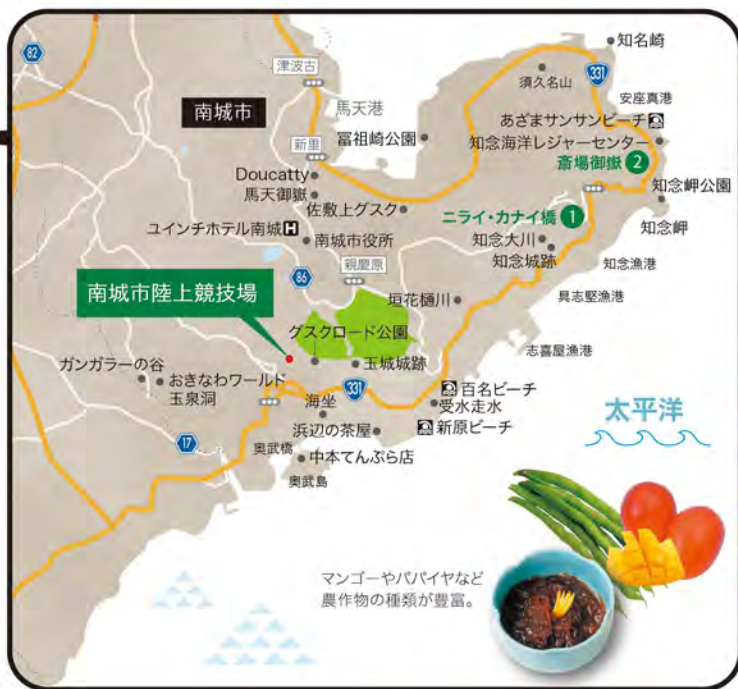 知名崎
82
331
津波古
須久名山
安座真港
南城市
馬天港
あざまサンサンビーチ
冨祖崎公園
知念海洋レジャーセンター
新里
斎場御嶽 2
Doucatty
馬天御嶽
知念岬公園
佐敷上グスク
ニライ・カナイ橋 1
知念岬
ユインチホテル南城 H
南城市役所
知念大川
知念城跡
親慶原
知念漁港
86
南城市陸上競技場
垣花樋川
具志堅漁港
グスクロード公園
志喜屋漁港
ガンガラーの谷
玉城城跡
おきなわワールド
玉泉洞
331
百名ビーチ
受水走水
海坐
太平洋
浜辺の茶屋
新原ビーチ
17
奥武橋
中本てんぷら店
奥武島
マンゴーやパパイヤなど
農作物の種類が豊富。